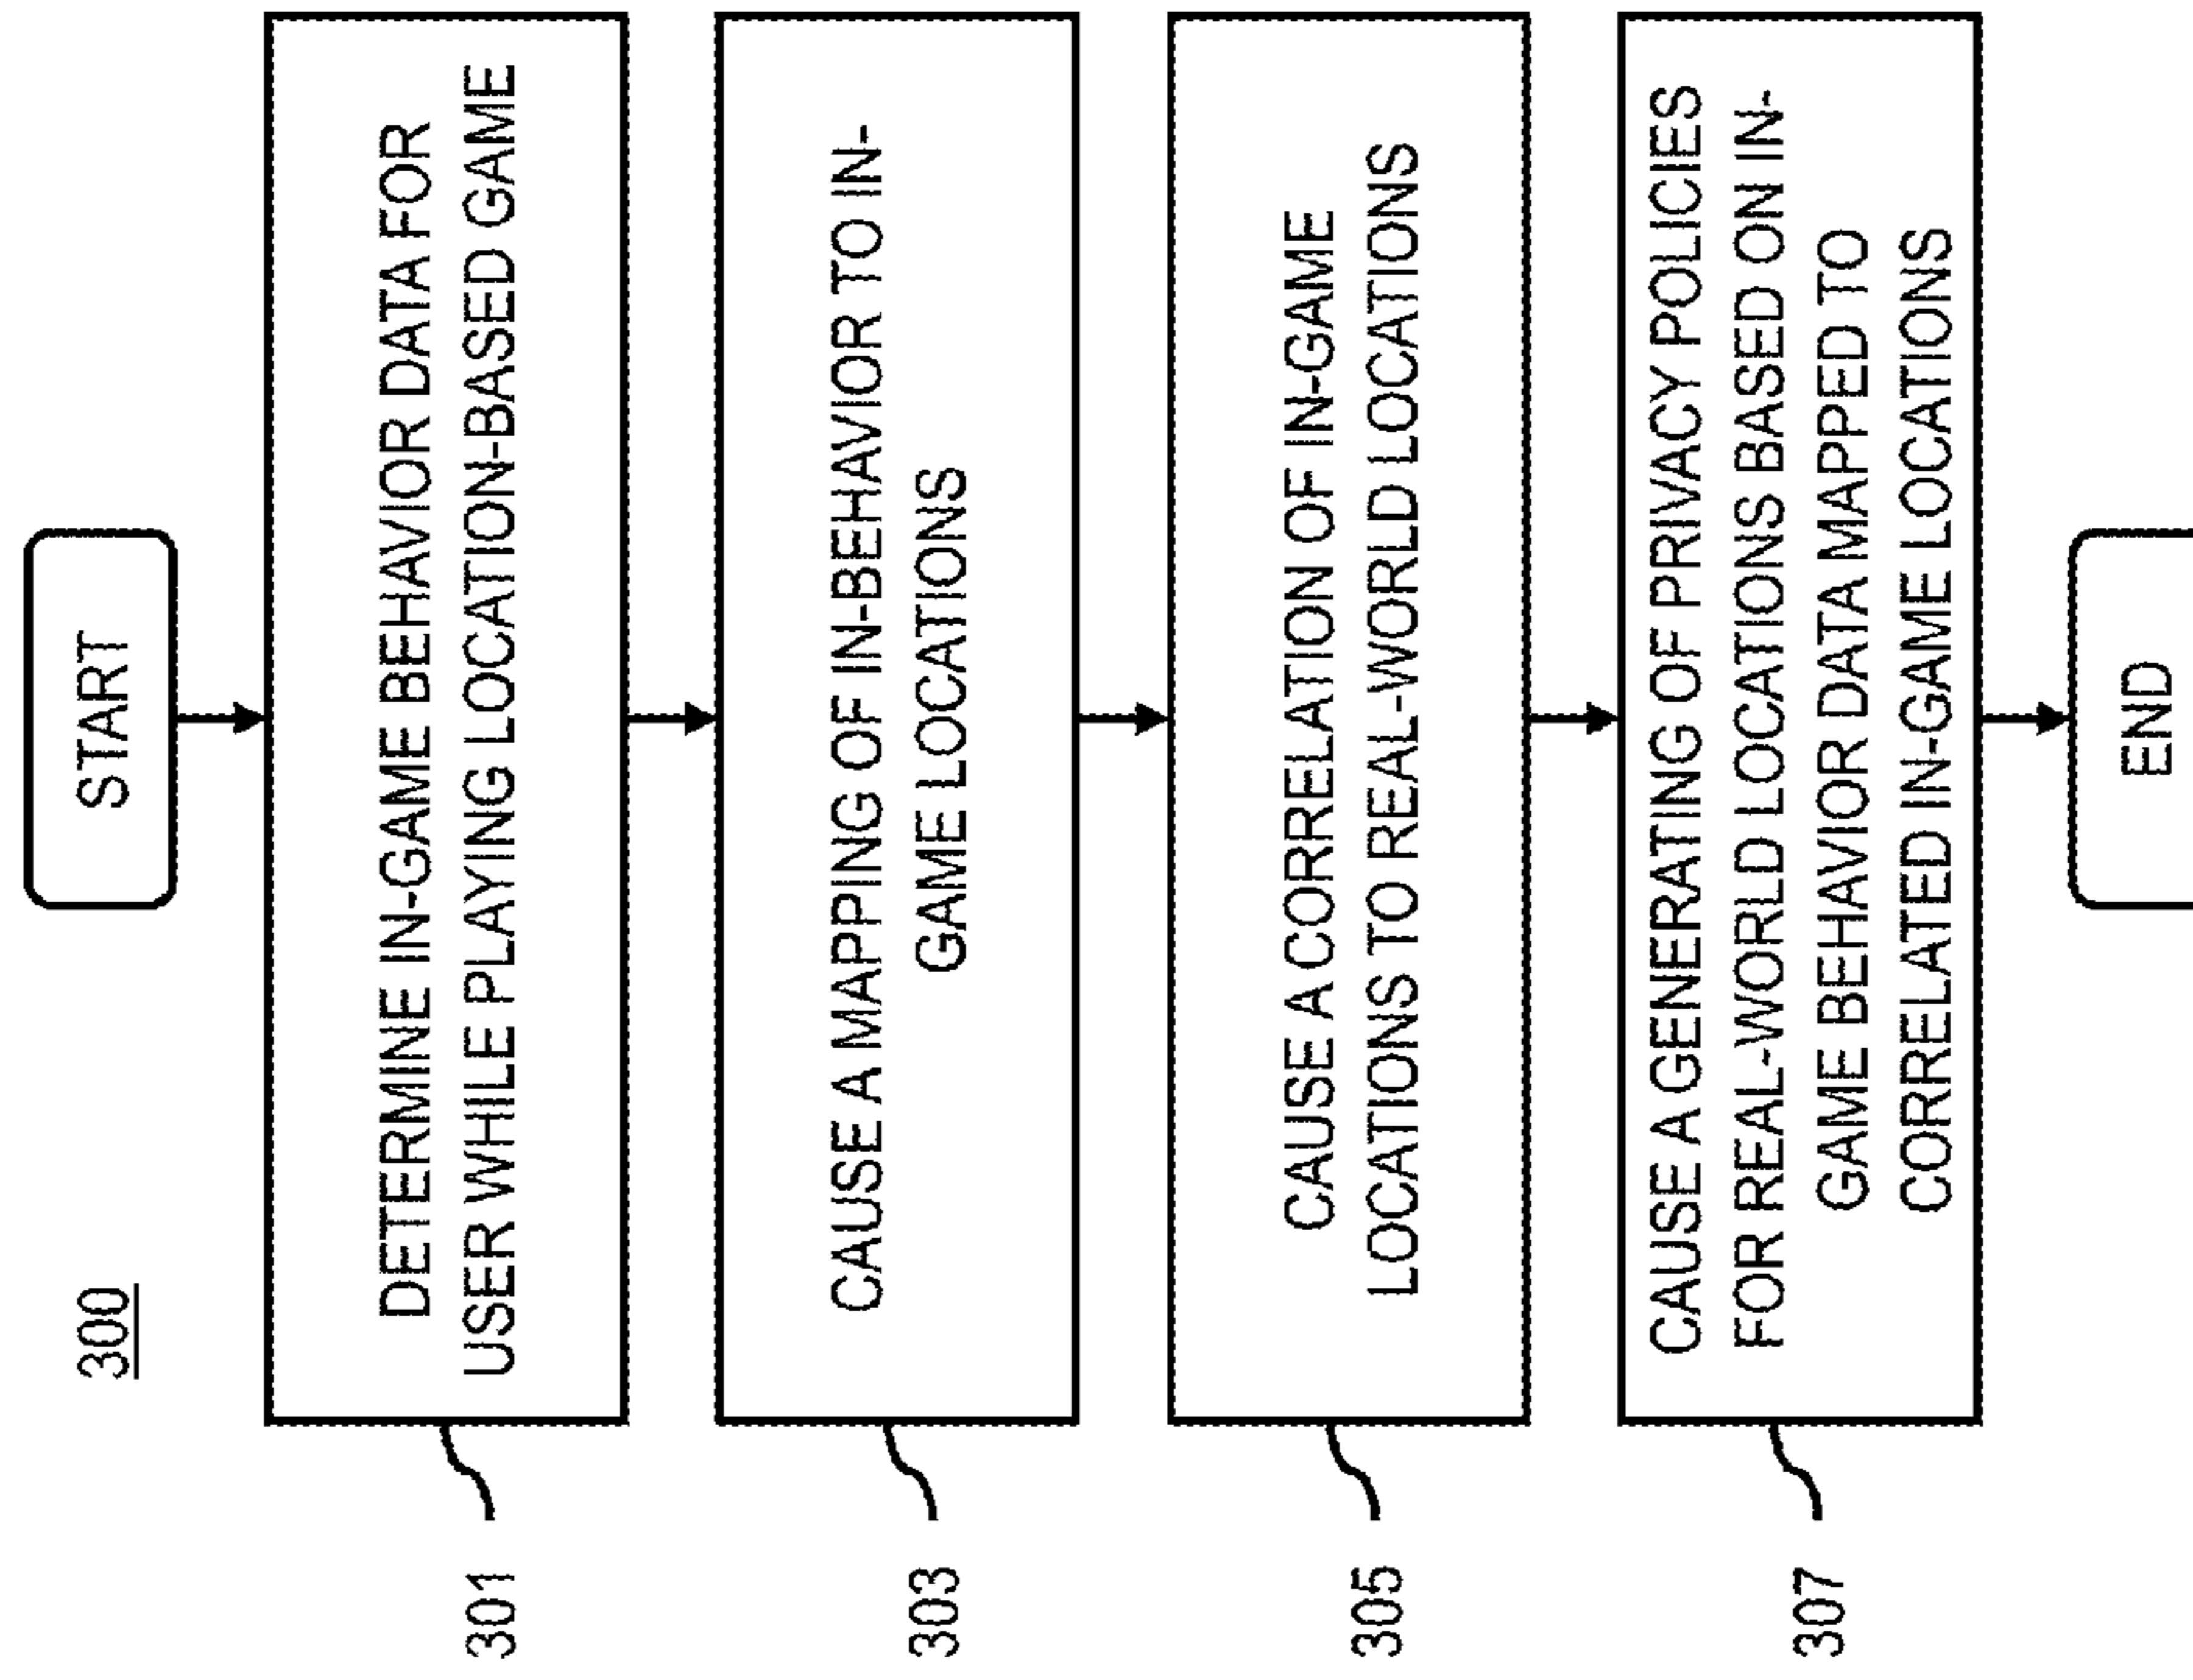 300
START
DETERMINE IN-GAME BEHAVIOR DATA FOR
USER WHILE PLAYING LOCATION-BASED GAME
301
CAUSE A MAPPING OF IN-BEHAVIOR TO IN-
GAME LOCATIONS
303
CAUSE A CORRELATION OF IN-GAME
LOCATIONS TO REAL-WORLD LOCATIONS
305
CAUSE A GENERATING OF PRIVACY POLICIES
FOR REAL-WORLD LOCATIONS BASED ON IN-
GAME BEHAVIOR DATA MAPPED TO
CORRELATED IN-GAME LOCATIONS
307
END